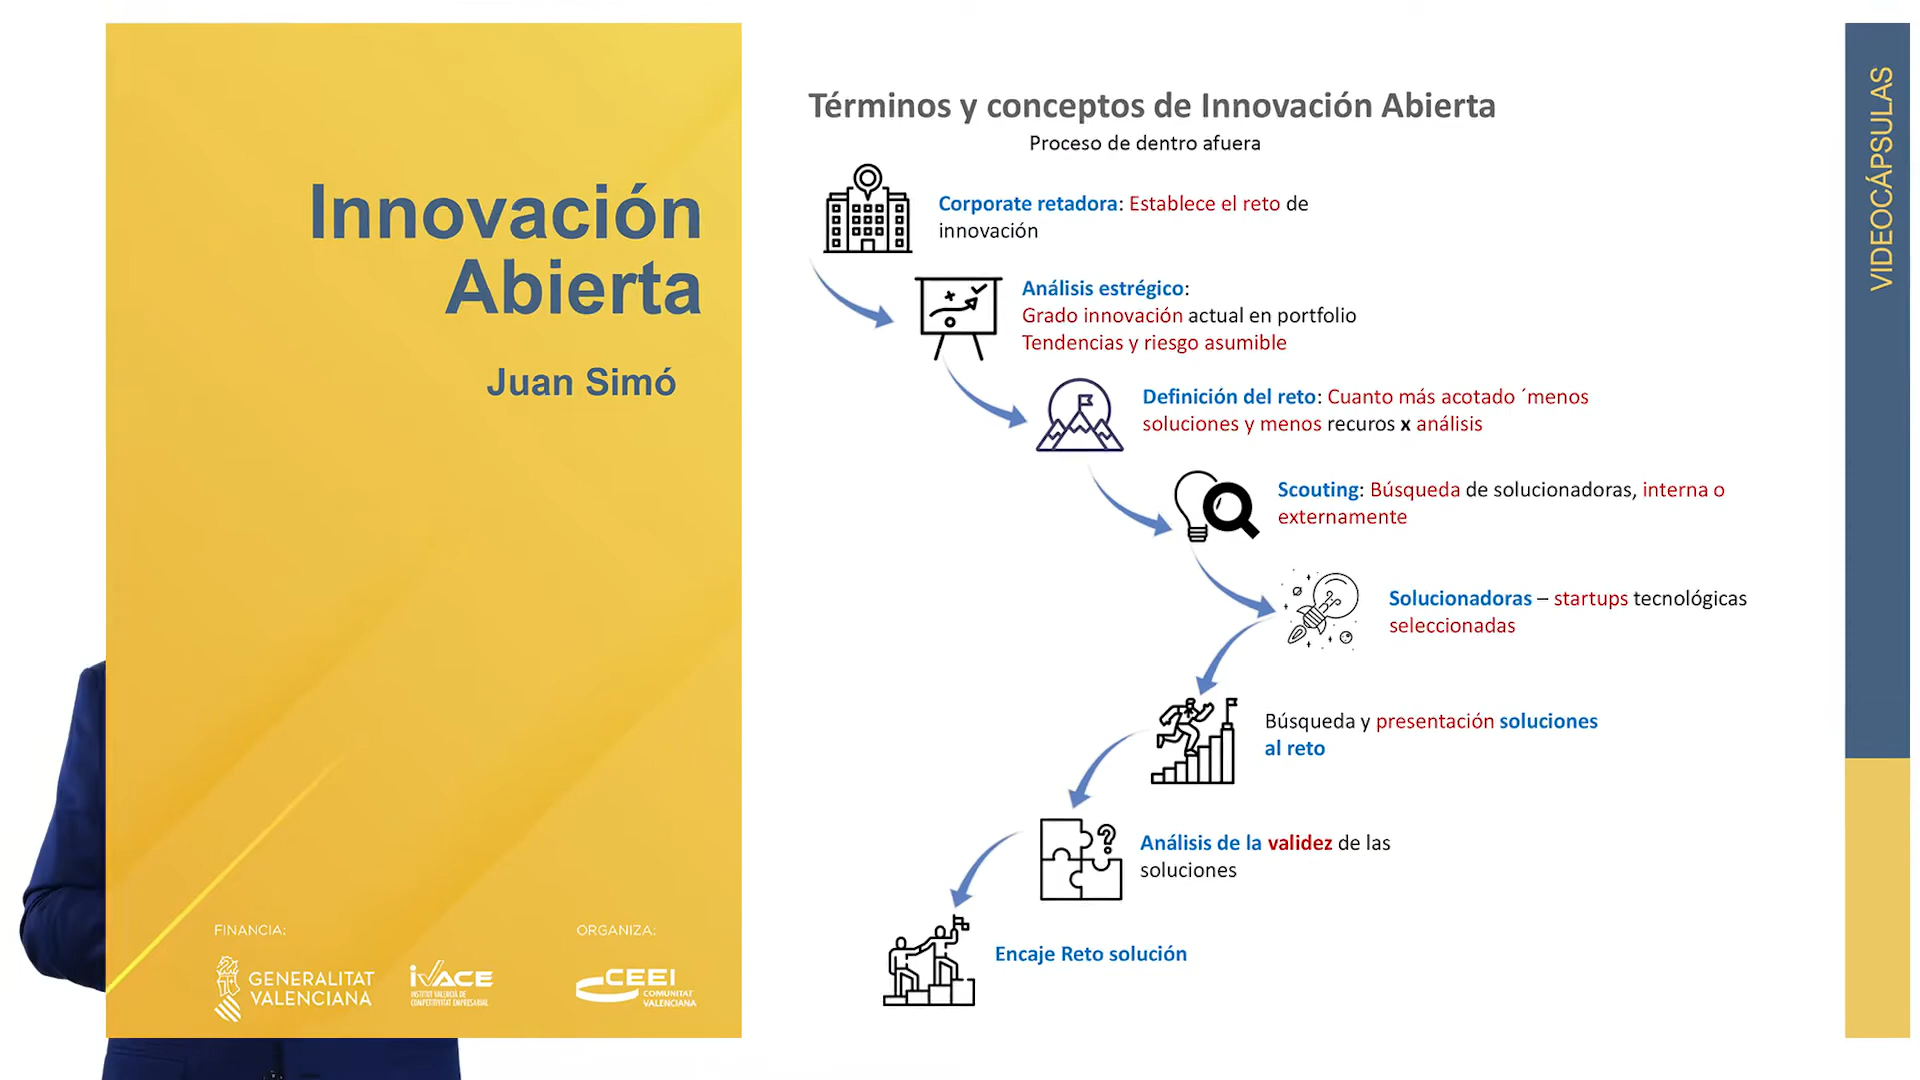 Innovación
Abierta
Juan Simó
FINANCIA:
GENERALITAT
VALENCIANA
iVACE
INSTITUT VALENCIÀ DE
COMPETITIVITAT EMPRESARIAL
ORGANIZA:
CEEI
COMUNITAT
VALENCIANA
Términos y conceptos de Innovación Abierta
Proceso de dentro afuera
Corporate retadora: Establece el reto de
innovación
Análisis estrégico:
Grado innovación actual en portfolio
Tendencias y riesgo asumible
Definición del reto: Cuanto más acotado ´menos
soluciones y menos recuros x análisis
Scouting: Búsqueda de solucionadoras, interna o
externamente
Solucionadoras – startups tecnológicas
seleccionadas
Búsqueda y presentación soluciones
al reto
Análisis de la validez de las
soluciones
Encaje Reto solución
VIDEOCÁPSULAS